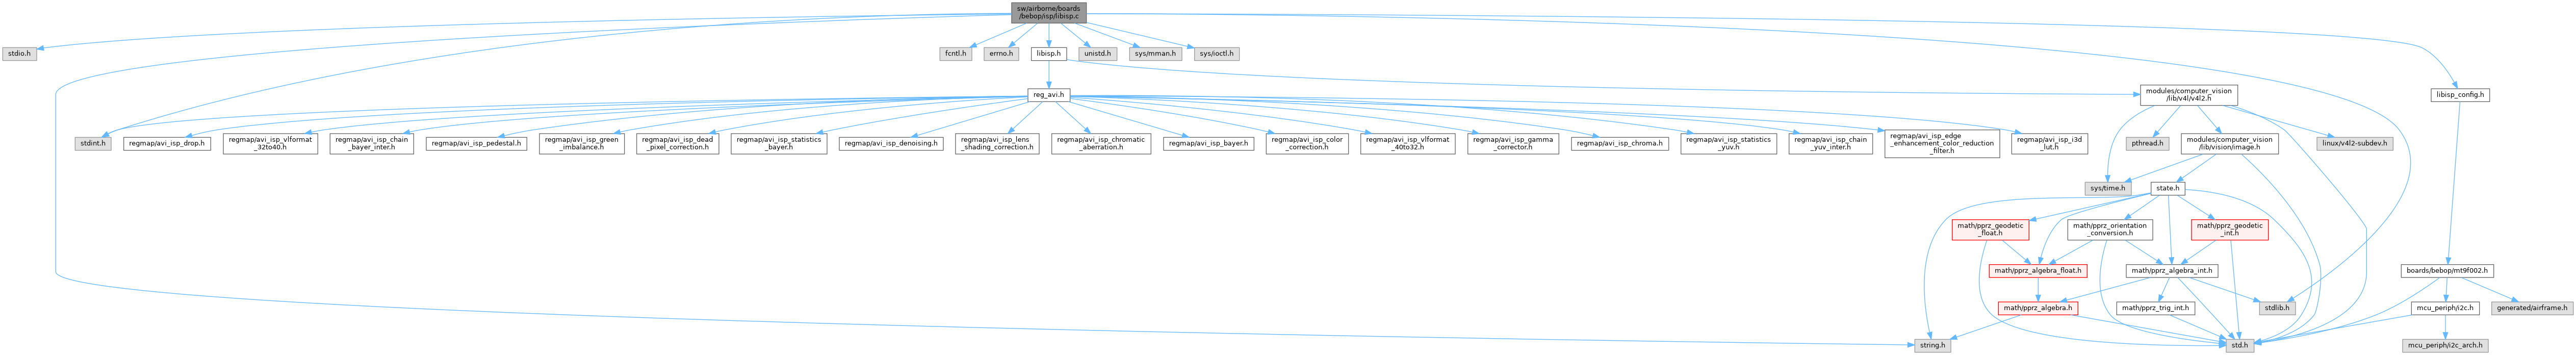 sw/airborne/boards
/bebop/isp/libisp.c
stdio.h
fcntl.h
errno.h
libisp.h
unistd.h
sys/mman.h
sys/ioctl.h
reg_avi.h
modules/computer_vision
/lib/v4l/v4l2.h
libisp_config.h
stdint.h
regmap/avi_isp_drop.h
regmap/avi_isp_vlformat
_32to40.h
regmap/avi_isp_chain
_bayer_inter.h
regmap/avi_isp_pedestal.h
regmap/avi_isp_green
_imbalance.h
regmap/avi_isp_dead
_pixel_correction.h
regmap/avi_isp_statistics
_bayer.h
regmap/avi_isp_denoising.h
regmap/avi_isp_lens
_shading_correction.h
regmap/avi_isp_chromatic
_aberration.h
regmap/avi_isp_bayer.h
regmap/avi_isp_color
_correction.h
regmap/avi_isp_vlformat
_40to32.h
regmap/avi_isp_gamma
_corrector.h
regmap/avi_isp_chroma.h
regmap/avi_isp_statistics
_yuv.h
regmap/avi_isp_chain
_yuv_inter.h
regmap/avi_isp_edge
_enhancement_color_reduction
_filter.h
regmap/avi_isp_i3d
_lut.h
pthread.h
modules/computer_vision
/lib/vision/image.h
linux/v4l2-subdev.h
sys/time.h
state.h
math/pprz_geodetic
_float.h
math/pprz_orientation
_conversion.h
math/pprz_geodetic
_int.h
math/pprz_algebra_float.h
math/pprz_algebra_int.h
boards/bebop/mt9f002.h
math/pprz_algebra.h
math/pprz_trig_int.h
stdlib.h
mcu_periph/i2c.h
generated/airframe.h
string.h
std.h
mcu_periph/i2c_arch.h